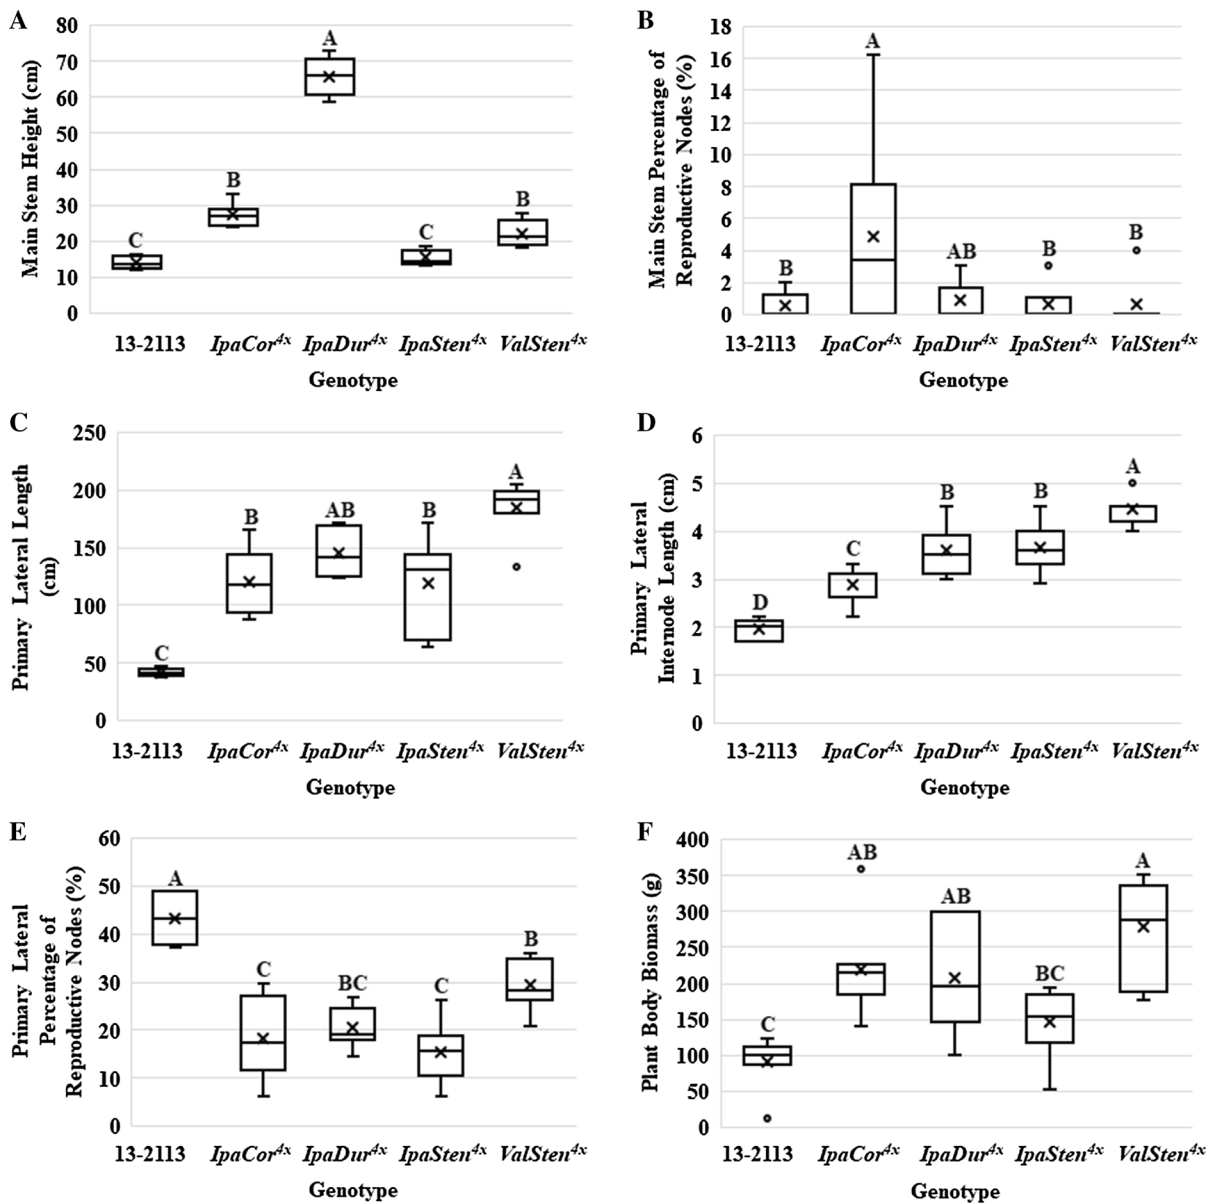 A
Main Stem Height (cm)
80
70
60
50
40
30
20
10
0
C
B
A
C
B
13-2113 IpaCor4x IpaDur4x IpaSten4x ValSten4x
Genotype
B
Main Stem Percentage of
Reproductive Nodes (%)
18
16
14
12
10
8
6
4
2
0
B
A
AB
B
B
13-2113 IpaCor4x IpaDur4x IpaSten4x ValSten4x
Genotype
C
Primary Lateral Length
(cm)
250
200
150
100
50
0
C
B
AB
B
A
13-2113 IpaCor4x IpaDur4x IpaSten4x ValSten4x
Genotype
D
Primary Lateral
Internode Length (cm)
6
5
4
3
2
1
0
D
C
B
B
A
13-2113 IpaCor4x IpaDur4x IpaSten4x ValSten4x
Genotype
E
Primary Lateral
Percentage of
Reproductive Nodes (%)
60
50
40
30
20
10
0
A
C
BC
C
B
13-2113 IpaCor4x IpaDur4x IpaSten4x ValSten4x
Genotype
F
Plant Body Biomass (g)
400
350
300
250
200
150
100
50
0
C
AB
AB
BC
A
13-2113 IpaCor4x IpaDur4x IpaSten4x ValSten4x
Genotype